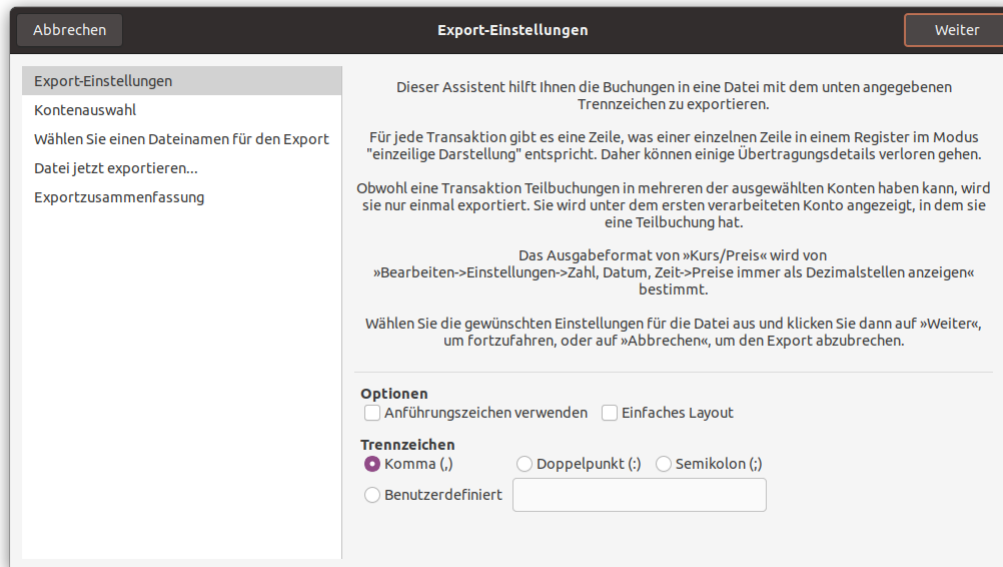 Abbrechen
Export-Einstellungen
Weiter
Export-Einstellungen
Kontenauswahl
Wählen Sie einen Dateinamen für den Export
Datei jetzt exportieren...
Exportzusammenfassung
Dieser Assistent hilft Ihnen die Buchungen in eine Datei mit dem unten angegebenen
Trennzeichen zu exportieren.
Für jede Transaktion gibt es eine Zeile, was einer einzelnen Zeile in einem Register im Modus
"einzeilige Darstellung" entspricht. Daher können einige Übertragungsdetails verloren gehen.
Obwohl eine Transaktion Teilbuchungen in mehreren der ausgewählten Konten haben kann, wird
sie nur einmal exportiert. Sie wird unter dem ersten verarbeiteten Konto angezeigt, in dem sie
eine Teilbuchung hat.
Das Ausgabeformat von »Kurs/Preis« wird von
»Bearbeiten->Einstellungen->Zahl, Datum, Zeit->Preise immer als Dezimalstellen anzeigen«
bestimmt.
Wählen Sie die gewünschten Einstellungen für die Datei aus und klicken Sie dann auf »Weiter«,
um fortzufahren, oder auf »Abbrechen«, um den Export abzubrechen.
Optionen
Anführungszeichen verwenden Einfaches Layout
Trennzeichen
Komma (,) Doppelpunkt (:) Semikolon (;)
Benutzerdefiniert